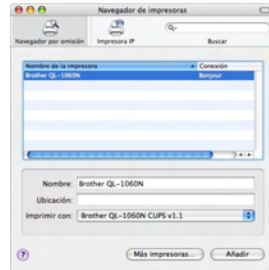 Navegador de impresoras
Navegador por omisión
Impresora IP
Buscar
Nombre de la impresora
Conexión
Brother QL-1060N
Bonjour
Nombre: Brother QL-1060N
Ubicación:
Imprimir con: Brother QL-1060N CUPS v1.1
?
Más impresoras...
Añadir